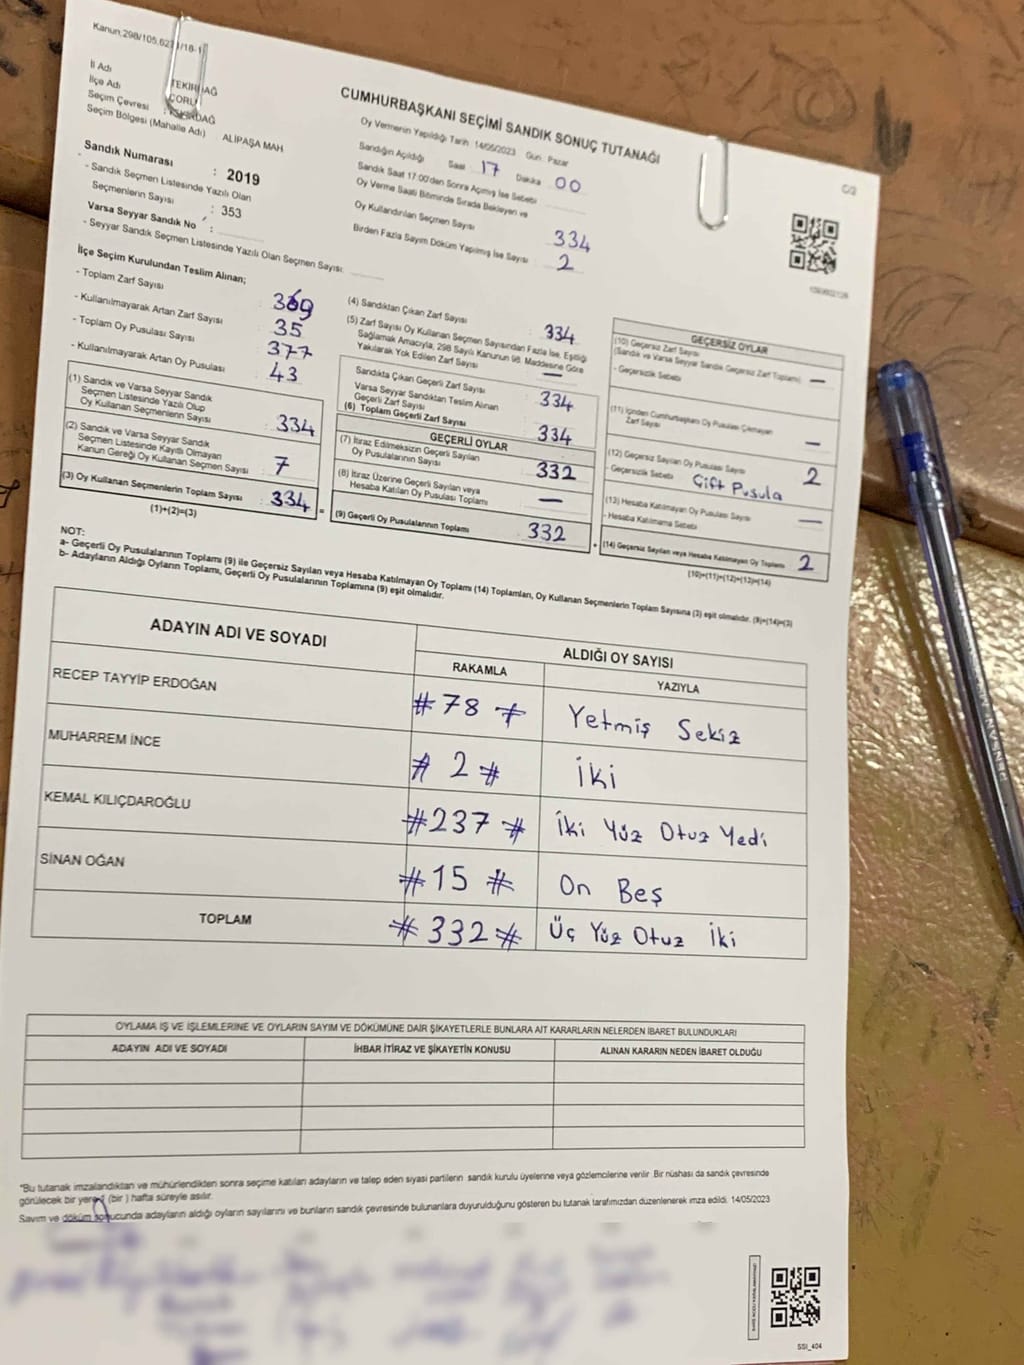 Kanun:298/105,623/18-1
İl Adı TEKİRDAĞ
İlçe Adı ÇORLU
Seçim Çevresi : TEKİRDAĞ
Seçim Bölgesi (Mahalle Adı) : ALİPAŞA MAH
Sandık Numarası : 2019
- Sandık Seçmen Listesinde Yazılı Olan
Seçmenlerin Sayısı : 353
Varsa Seyyar Sandık No :
- Seyyar Sandık Seçmen Listesinde Yazılı Olan Seçmen Sayısı:
CUMHURBAŞKANI SEÇİMİ SANDIK SONUÇ TUTANAĞI
Oy Vermenin Yapıldığı Tarih 14/05/2023 Gün : Pazar
Sandığın Açıldığı Saat : 17 Dakika 00
Sandık Saat 17:00'den Sonra Açmış İse Sebebi
Oy Verme Saati Bitiminde Sırada Bekleyen ve
Oy Kullandırılan Seçmen Sayısı 334
Birden Fazla Sayım Döküm Yapılmış İse Sayısı 2
İlçe Seçim Kurulundan Teslim Alınan;
- Toplam Zarf Sayısı : 369
- Kullanılmayarak Artan Zarf Sayısı : 35
- Toplam Oy Pusulası Sayısı : 377
- Kullanılmayarak Artan Oy Pusulası : 43
(1) Sandık ve Varsa Seyyar Sandık
Seçmen Listesinde Yazılı Olup
Oy Kullanan Seçmenlerin Sayısı : 334
(2) Sandık ve Varsa Seyyar Sandık
Seçmen Listesinde Kayıtlı Olmayan
Kanun Gereği Oy Kullanan Seçmen Sayısı : 7
(3) Oy Kullanan Seçmenlerin Toplam Sayısı : 334 =
(1)+(2)=(3)
(4) Sandıktan Çıkan Zarf Sayısı : 334
(5) Zarf Sayısı Oy Kullanan Seçmen Sayısından Fazla İse, Eşitliği
Sağlamak Amacıyla, 298 Sayılı Kanunun 98. Maddesine Göre
Yakılarak Yok Edilen Zarf Sayısı : —
Sandıkta Çıkan Geçerli Zarf Sayısı : 334
Varsa Seyyar Sandıktan Teslim Alınan
Geçerli Zarf Sayısı
(6) Toplam Geçerli Zarf Sayısı : 334
GEÇERLİ OYLAR
(7) İtiraz Edilmeksizin Geçerli Sayılan
Oy Pusulalarının Sayısı : 332
(8) İtiraz Üzerine Geçerli Sayılan veya
Hesaba Katılan Oy Pusulası Toplamı : —
(9) Geçerli Oy Pusulalarının Toplamı : 332 +
GEÇERSİZ OYLAR
(10) Geçersiz Zarf Sayısı
(Sandık ve Varsa Seyyar Sandık Geçersiz Zarf Toplamı) —
- Geçersizlik Sebebi
(11) İçinden Cumhurbaşkanı Oy Pusulası Çıkmayan
Zarf Sayısı —
(12) Geçersiz Sayılan Oy Pusulası Sayısı 2
- Geçersizlik Sebebi : Çift Pusula
(13) Hesaba Katılmayan Oy Pusulası Sayısı —
- Hesaba Katılmama Sebebi
(14) Geçersiz Sayılan veya Hesaba Katılmayan Oy Toplamı 2
(10)+(11)+(12)+(13)=(14)
NOT:
a- Geçerli Oy Pusulalarının Toplamı (9) ile Geçersiz Sayılan veya Hesaba Katılmayan Oy Toplamı (14) Toplamları, Oy Kullanan Seçmenlerin Toplam Sayısına (3) eşit olmalıdır. (9)+(14)=(3)
b- Adayların Aldığı Oyların Toplamı, Geçerli Oy Pusulalarının Toplamına (9) eşit olmalıdır.
ADAYIN ADI VE SOYADI ALDIĞI OY SAYISI
RAKAMLA YAZIYLA
RECEP TAYYİP ERDOĞAN # 78 # Yetmiş Sekiz
MUHARREM İNCE # 2 # İki
KEMAL KILIÇDAROĞLU # 237 # İki Yüz Otuz Yedi
SİNAN OĞAN # 15 # On Beş
TOPLAM # 332 # Üç Yüz Otuz İki
OYLAMA İŞ VE İŞLEMLERİNE VE OYLARIN SAYIM VE DÖKÜMÜNE DAİR ŞİKAYETLERLE BUNLARA AİT KARARLARIN NELERDEN İBARET BULUNDUKLARI
ADAYIN ADI VE SOYADI İHBAR İTİRAZ VE ŞİKAYETİN KONUSU ALINAN KARARIN NEDEN İBARET OLDUĞU
*Bu tutanak imzalandıktan ve mühürlendikten sonra seçime katılan adayların ve talep eden siyasi partilerin sandık kurulu üyelerine veya gözlemcilerine verilir. Bir nüshası da sandık çevresinde
görülecek bir yere 1 (bir ) hafta süreyle asılır.
Sayım ve döküm sonucunda adayların aldığı oyların sayılarını ve bunların sandık çevresinde bulunanlara duyurulduğunu gösteren bu tutanak tarafımızdan düzenlenerek imza edildi. 14/05/2023
SSI_404